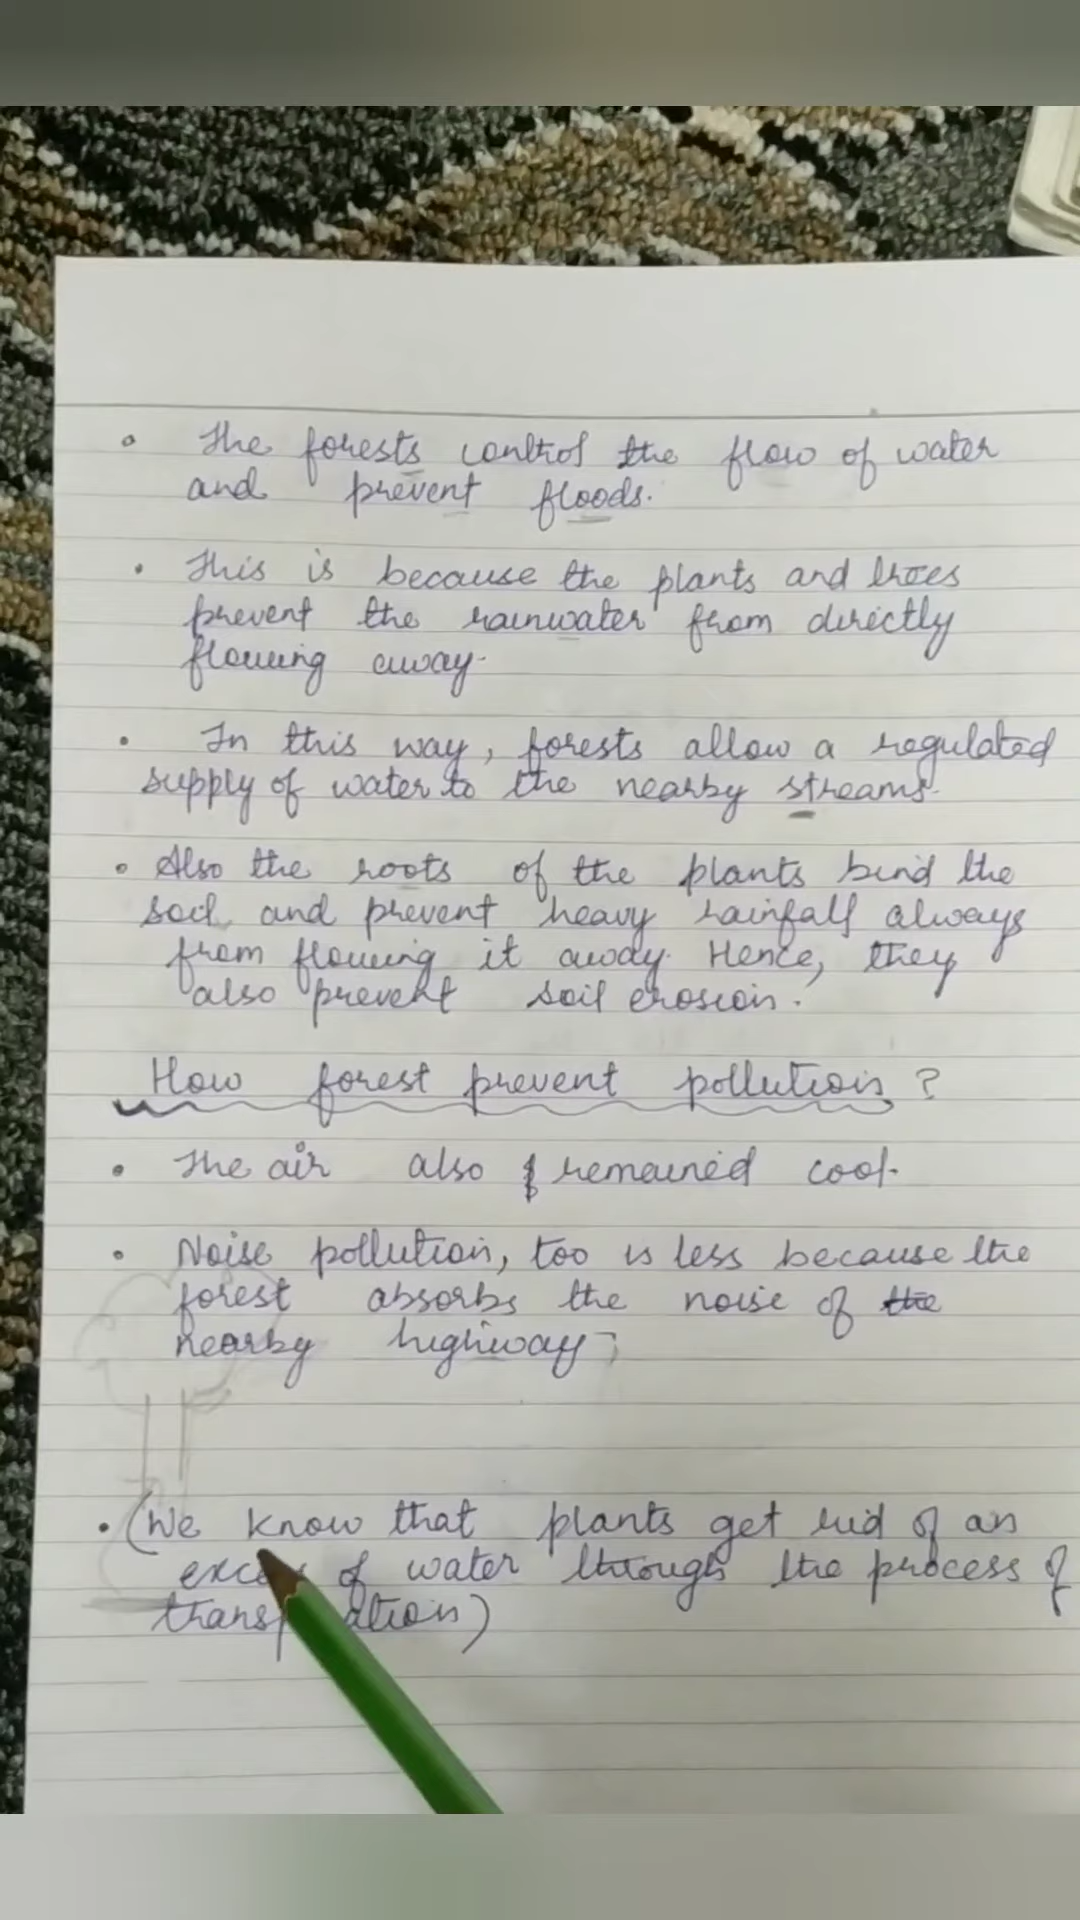 The forests control the flow of water
and prevent floods.
This is because the plants and trees
prevent the rainwater from directly
flowing away.
In this way, forests allow a regulated
supply of water to the nearby streams.
Also the roots of the plants bind the
soil and prevent heavy rainfall always
from flowing it away. Hence, they
also prevent soil erosion.
How forest prevent pollution?
The air also remained cool.
Noise pollution, too is less because the
forest absorbs the noise of the
nearby highway
(We know that plants get rid of an
of water through the process of